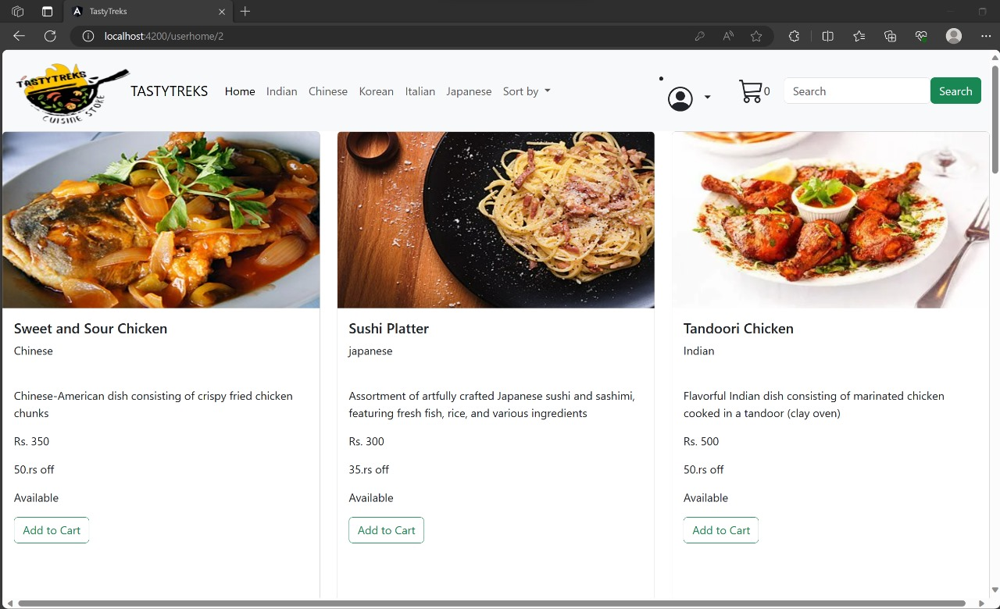 TastyTreks
localhost:4200/userhome/2
TASTYTREKS
CUISINE STORE
TASTYTREKS
Home
Indian
Chinese
Korean
Italian
Japanese
Sort by
0
Search
Search
Sweet and Sour Chicken
Chinese
Chinese-American dish consisting of crispy fried chicken
chunks
Rs. 350
50.rs off
Available
Add to Cart
Sushi Platter
japanese
Assortment of artfully crafted Japanese sushi and sashimi,
featuring fresh fish, rice, and various ingredients
Rs. 300
35.rs off
Available
Add to Cart
Tandoori Chicken
Indian
Flavorful Indian dish consisting of marinated chicken
cooked in a tandoor (clay oven)
Rs. 500
50.rs off
Available
Add to Cart